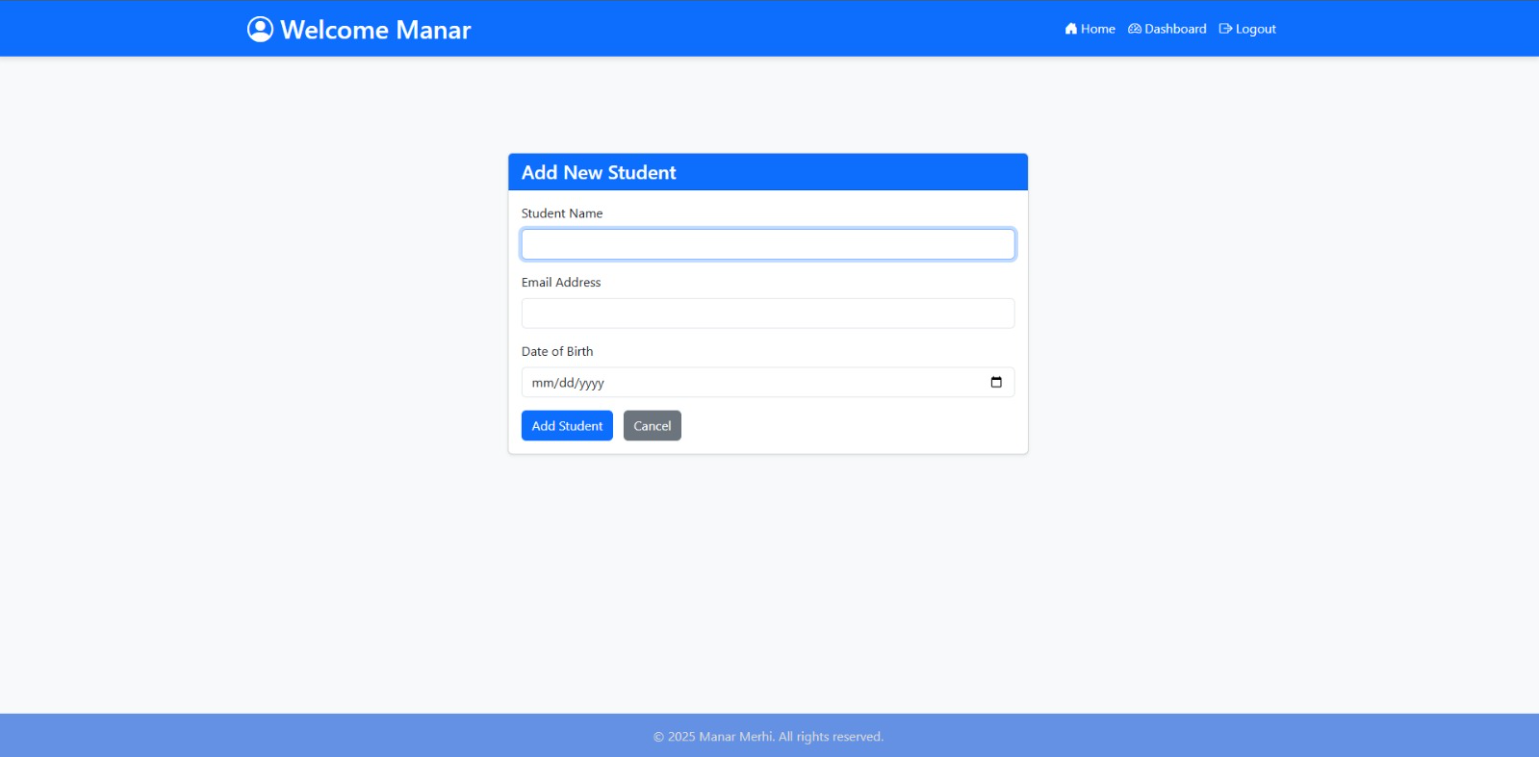 Welcome Manar
Home Dashboard Logout
Add New Student
Student Name
Email Address
Date of Birth
mm/dd/yyyy
Add Student Cancel
© 2025 Manar Merhi. All rights reserved.